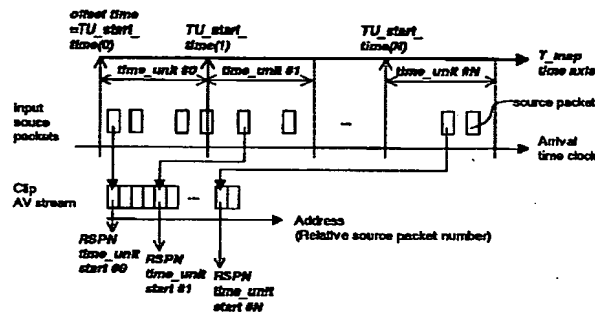 offset time
=TU_start_
time(0)
TU_start_
time(1)
TU_start_
time(N)
T_map
time axis
time_unit #0
time_unit #1
time_unit #N
Input
souce
packets
source packet
Arrival
time clock
Clip
AV stream
Address
(Relative source packet number)
RSPN
time_unit
start #0
RSPN
time_unit
start #1
RSPN
time_unit
start #N